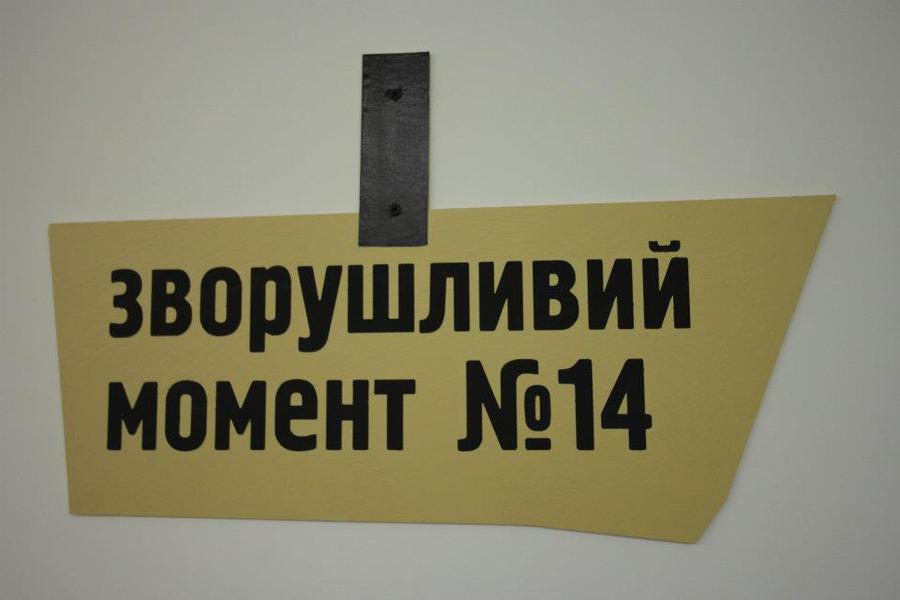 зворушливий
момент №14